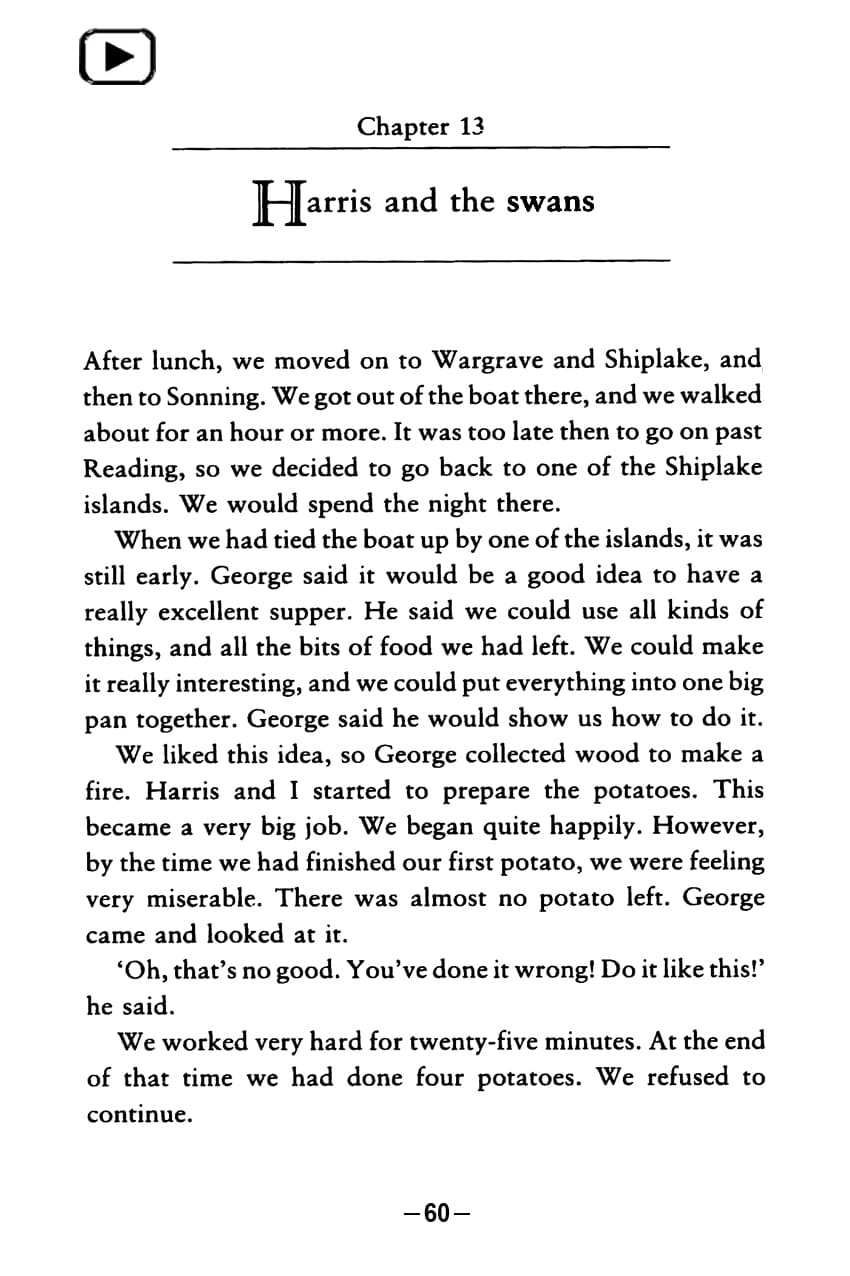 Chapter 13
Harris and the swans
After lunch, we moved on to Wargrave and Shiplake, and
then to Sonning. We got out of the boat there, and we walked
about for an hour or more. It was too late then to go on past
Reading, so we decided to go back to one of the Shiplake
islands. We would spend the night there.
When we had tied the boat up by one of the islands, it was
still early. George said it would be a good idea to have a
really excellent supper. He said we could use all kinds of
things, and all the bits of food we had left. We could make
it really interesting, and we could put everything into one big
pan together. George said he would show us how to do it.
We liked this idea, so George collected wood to make a
fire. Harris and I started to prepare the potatoes. This
became a very big job. We began quite happily. However,
by the time we had finished our first potato, we were feeling
very miserable. There was almost no potato left. George
came and looked at it.
‘Oh, that’s no good. You’ve done it wrong! Do it like this!’
he said.
We worked very hard for twenty-five minutes. At the end
of that time we had done four potatoes. We refused to
continue.
–60–